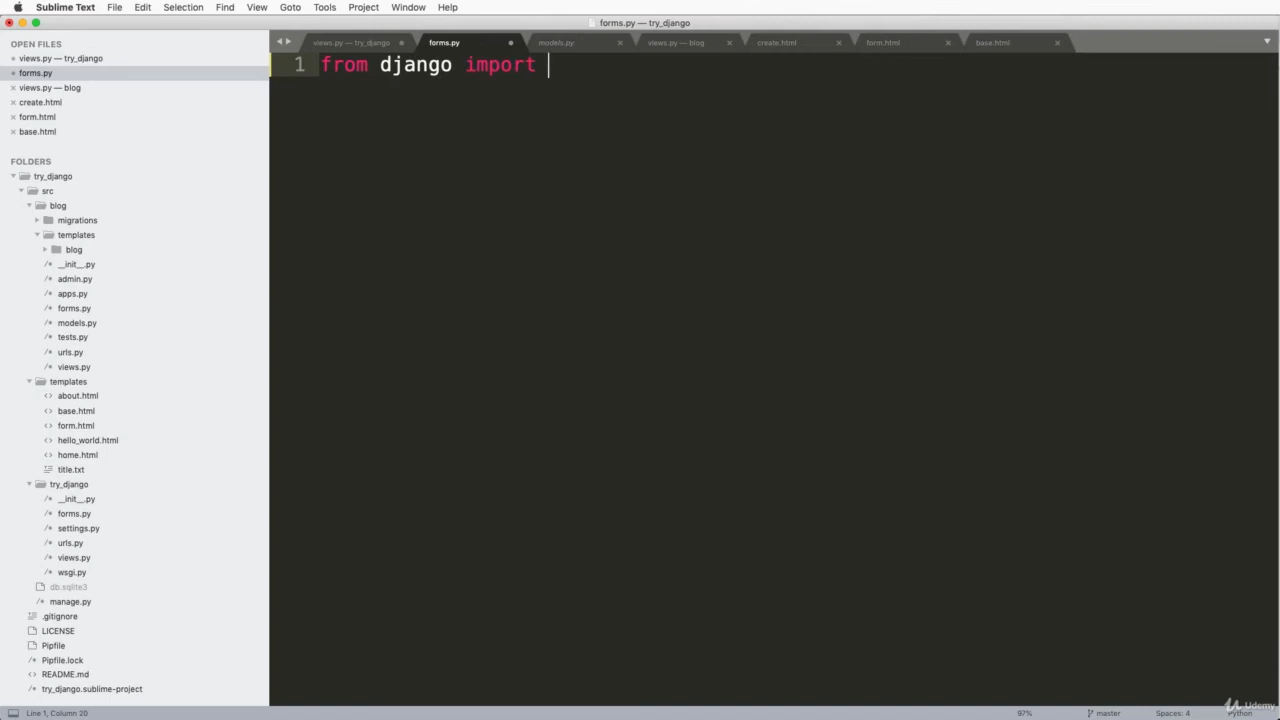 Sublime Text File Edit Selection Find View Goto Tools Project Window Help
forms.py — try_django
OPEN FILES
views.py — try_django
forms.py
views.py — blog
create.html
form.html
base.html
FOLDERS
try_django
src
blog
migrations
templates
blog
__init__.py
admin.py
apps.py
forms.py
models.py
tests.py
urls.py
views.py
templates
about.html
base.html
form.html
hello_world.html
home.html
title.txt
try_django
__init__.py
forms.py
settings.py
urls.py
views.py
wsgi.py
db.sqlite3
manage.py
.gitignore
LICENSE
Pipfile
Pipfile.lock
README.md
try_django.sublime-project
views.py — try_django forms.py models.py views.py — blog create.html form.html base.html
1 from django import
Line 1, Column 20 97% master Spaces: 4 Python
Udemy